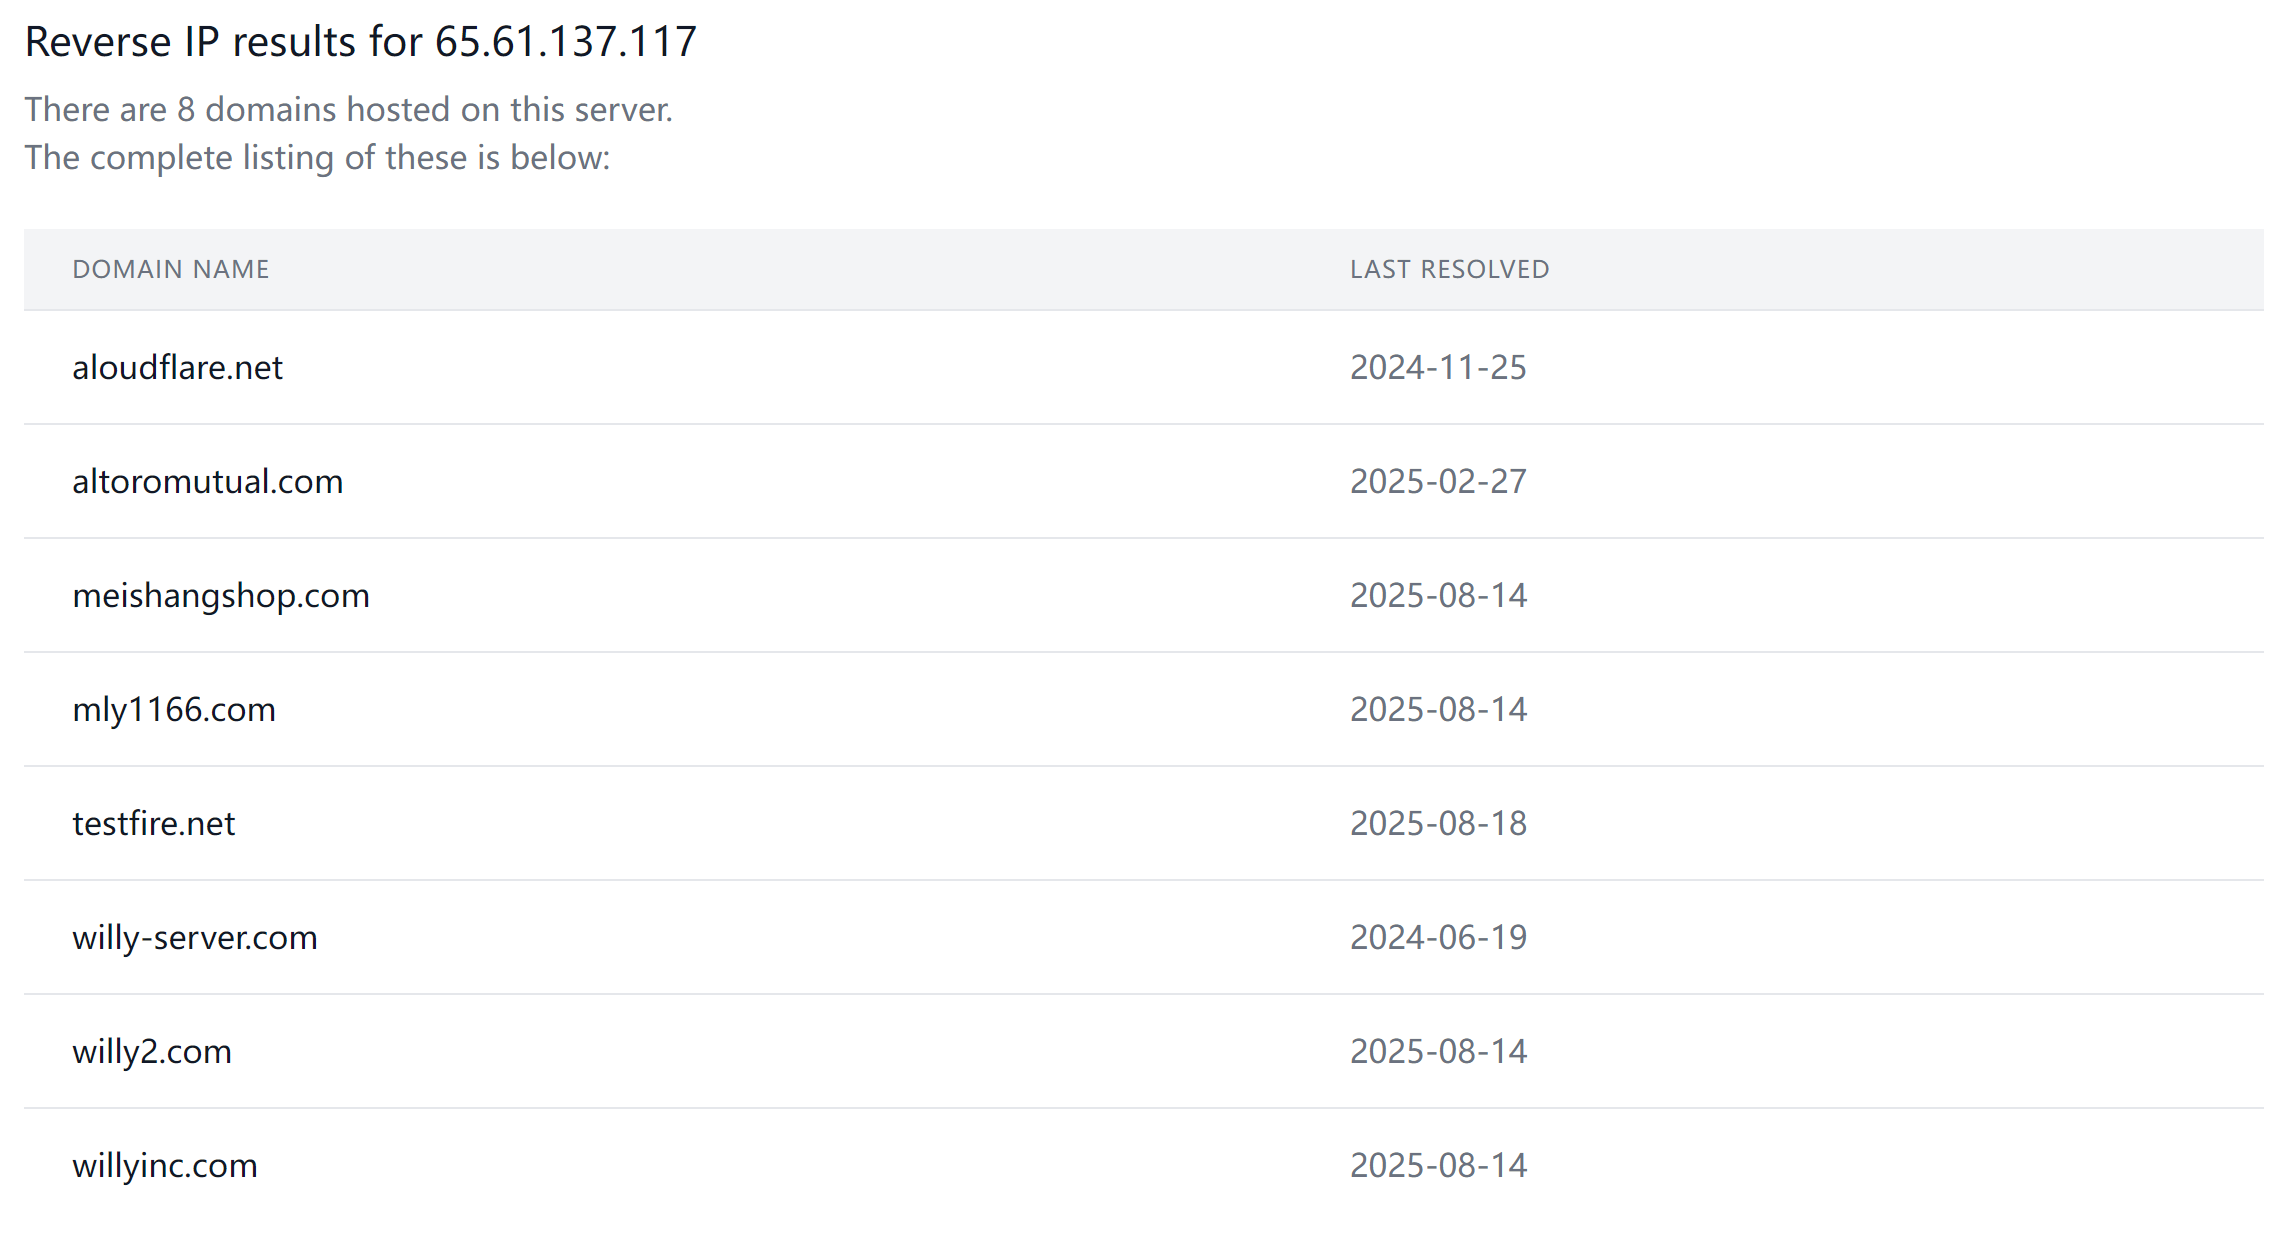 Reverse IP results for 65.61.137.117
There are 8 domains hosted on this server.
The complete listing of these is below:
DOMAIN NAME LAST RESOLVED
aloudflare.net 2024-11-25
altoromutual.com 2025-02-27
meishangshop.com 2025-08-14
mly1166.com 2025-08-14
testfire.net 2025-08-18
willy-server.com 2024-06-19
willy2.com 2025-08-14
willyinc.com 2025-08-14